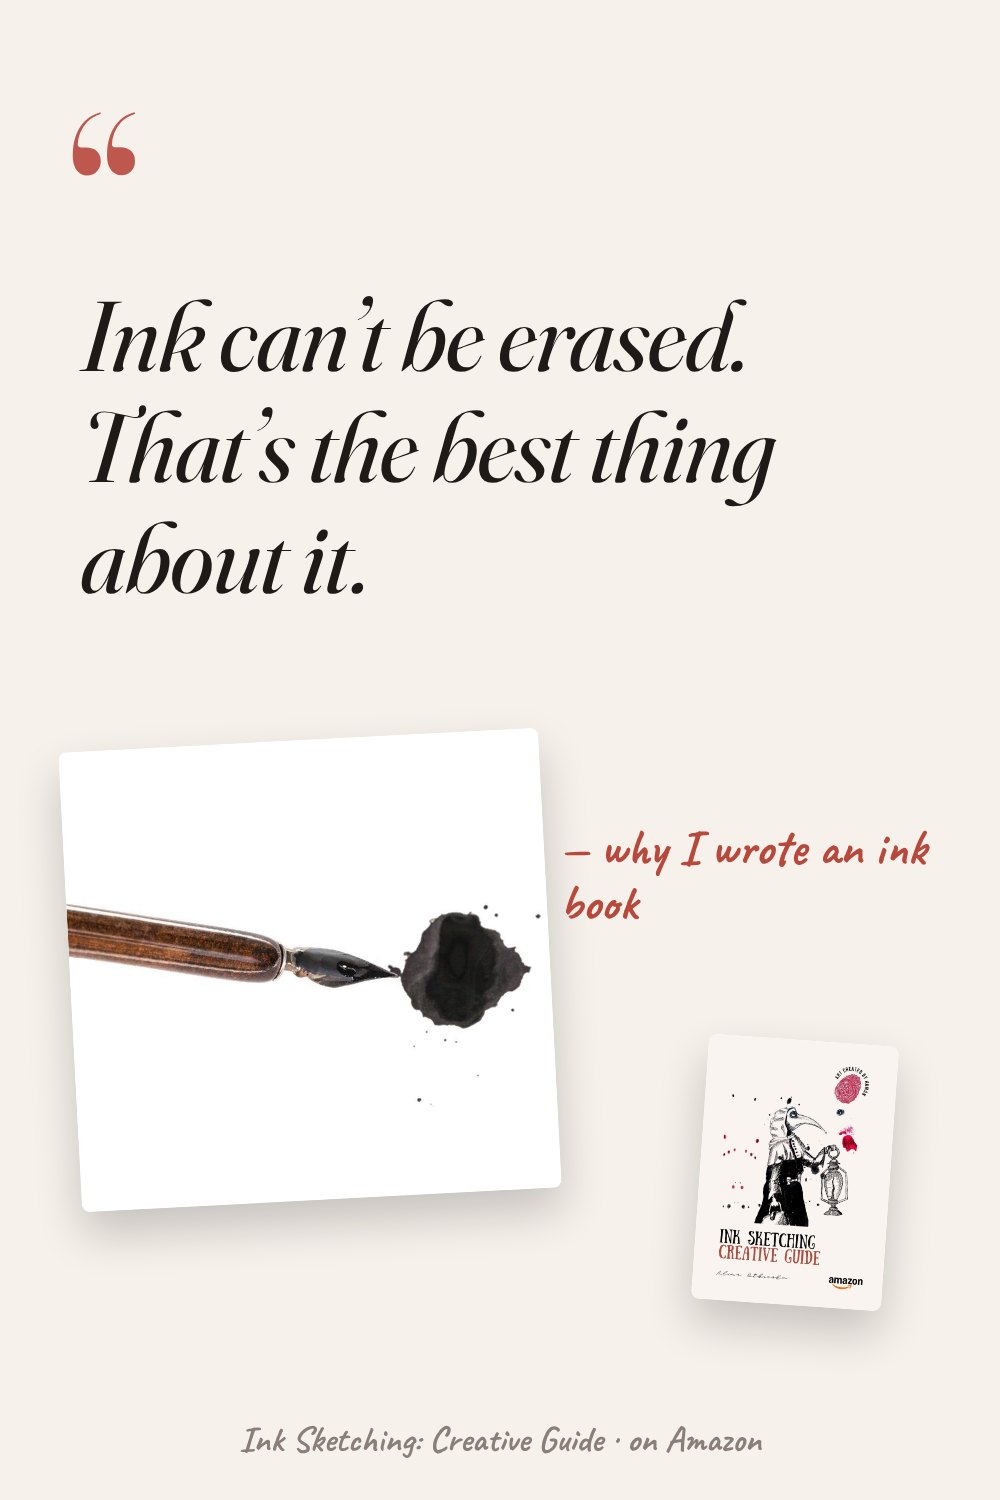 “
Ink can’t be erased.
That’s the best thing
about it.
– why I wrote an ink
book
INK SKETCHING
CREATIVE GUIDE
amazon
Ink Sketching: Creative Guide · on Amazon